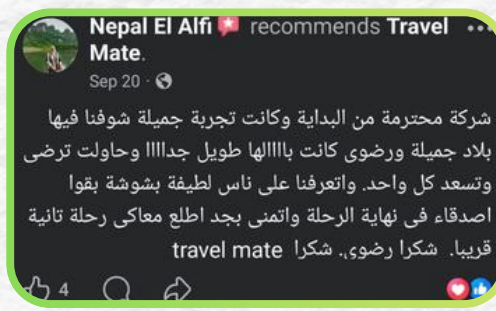 Nepal El Alfi recommends Travel
Mate.
Sep 20
شركة محترمة من البداية وكانت تجربة جميلة شوفنا فيها
بلاد جميلة ورضوى كانت باااالها طويل جداااا وحاولت ترضى
وتسعد كل واحد. واتعرفنا على ناس لطيفة بشوشة بقوا
اصدقاء فى نهاية الرحلة واتمنى بجد اطلع معاكى رحلة تانية
قريبا. شكرا رضوى. شكرا travel mate
4